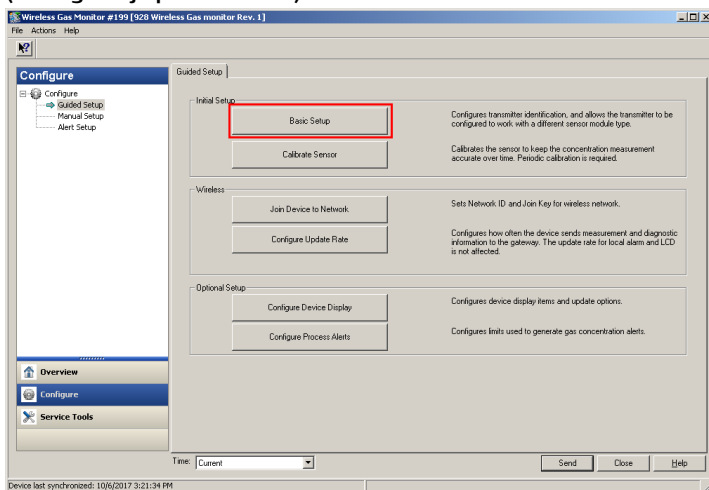 Wireless Gas Monitor #199 [928 Wireless Gas monitor Rev. 1]
File Actions Help
Configure
Configure
Guided Setup
Manual Setup
Alert Setup
Overview
Configure
Service Tools
Guided Setup
Initial Setup
Basic Setup
Configures transmitter identification, and allows the transmitter to be
configured to work with a different sensor module type.
Calibrate Sensor
Calibrates the sensor to keep the concentration measurement
accurate over time. Periodic calibration is required.
Wireless
Join Device to Network
Sets Network ID and Join Key for wireless network.
Configure Update Rate
Configures how often the device sends measurement and diagnostic
information to the gateway. The update rate for local alarm and LCD
is not affected.
Optional Setup
Configure Device Display
Configures device display items and update options.
Configure Process Alerts
Configures limits used to generate gas concentration alerts.
Time: Current
Send Close Help
Device last synchronized: 10/6/2017 3:21:34 PM